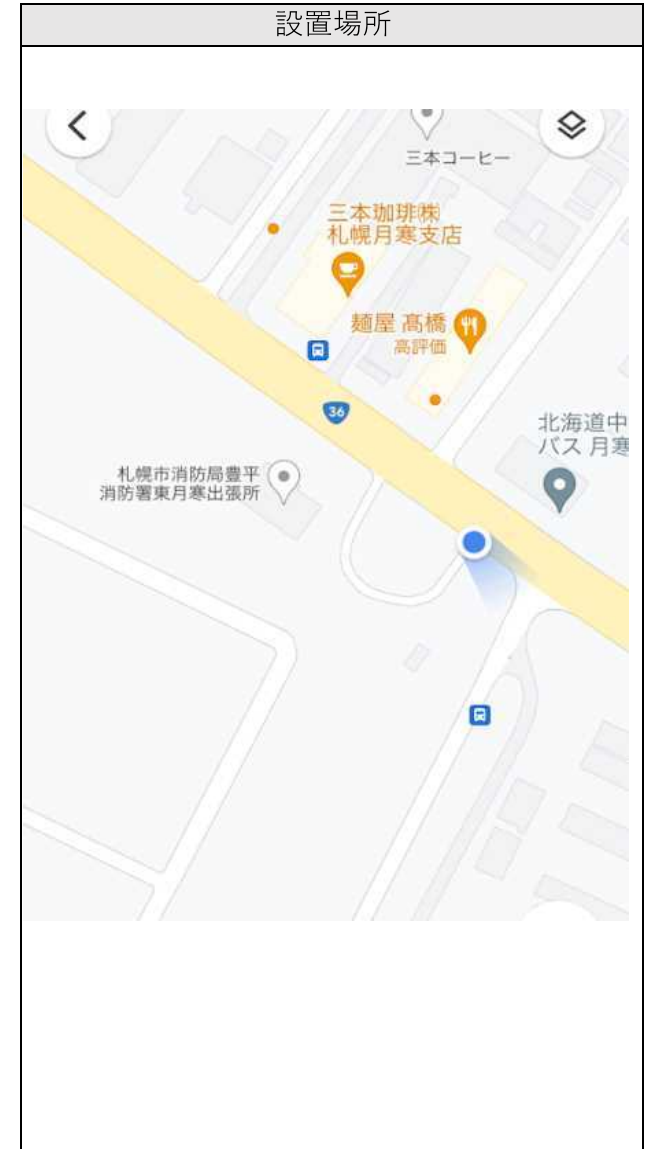 設置場所
三本コーヒー
三本珈琲㈱
札幌月寒支店
麺屋 髙橋
高評価
36
北海道中
バス 月寒
札幌市消防局豊平
消防署東月寒出張所